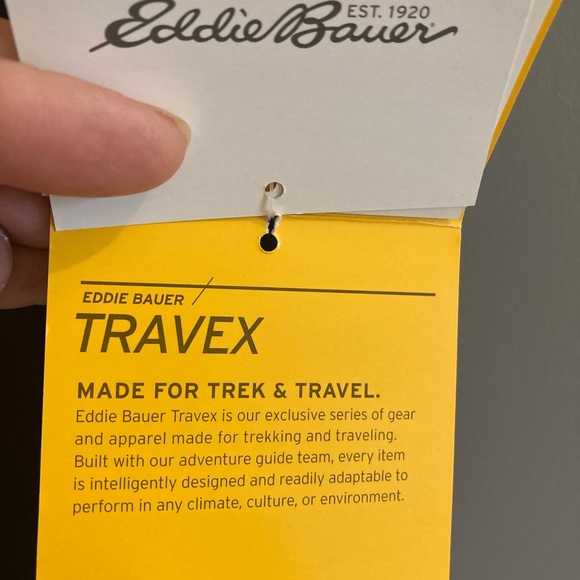 EST. 1920
Eddie Bauer
EDDIE BAUER
TRAVEX
MADE FOR TREK & TRAVEL.
Eddie Bauer Travex is our exclusive series of gear
and apparel made for trekking and traveling.
Built with our adventure guide team, every item
is intelligently designed and readily adaptable to
perform in any climate, culture, or environment.